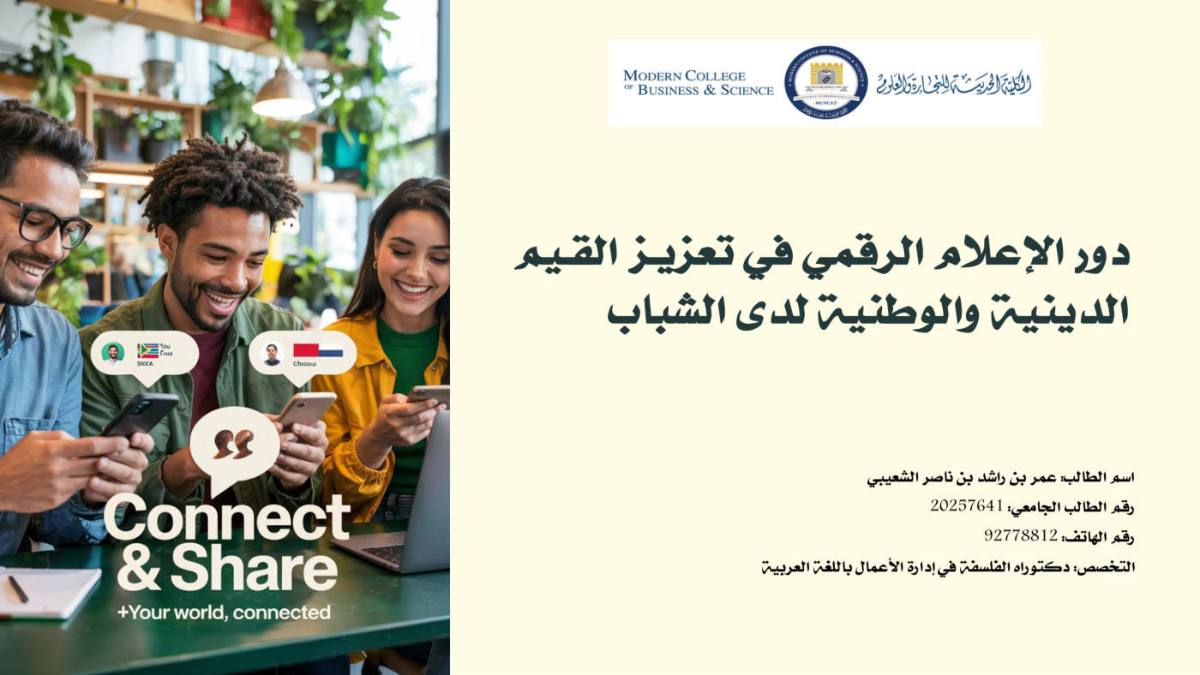 MODERN COLLEGE
OF BUSINESS & SCIENCE
الكلية الحديثة للتجارة والعلوم
دور الإعلام الرقمي في تعزيز القيم
الدينية والوطنية لدى الشباب
اسم الطالب: عمر بن راشد بن ناصر الشعيبي
رقم الطالب الجامعي: 20257641
رقم الهاتف: 92778812
التخصص: دكتوراه الفلسفة في إدارة الأعمال باللغة العربية
Connect
& Share
+Your world, connected